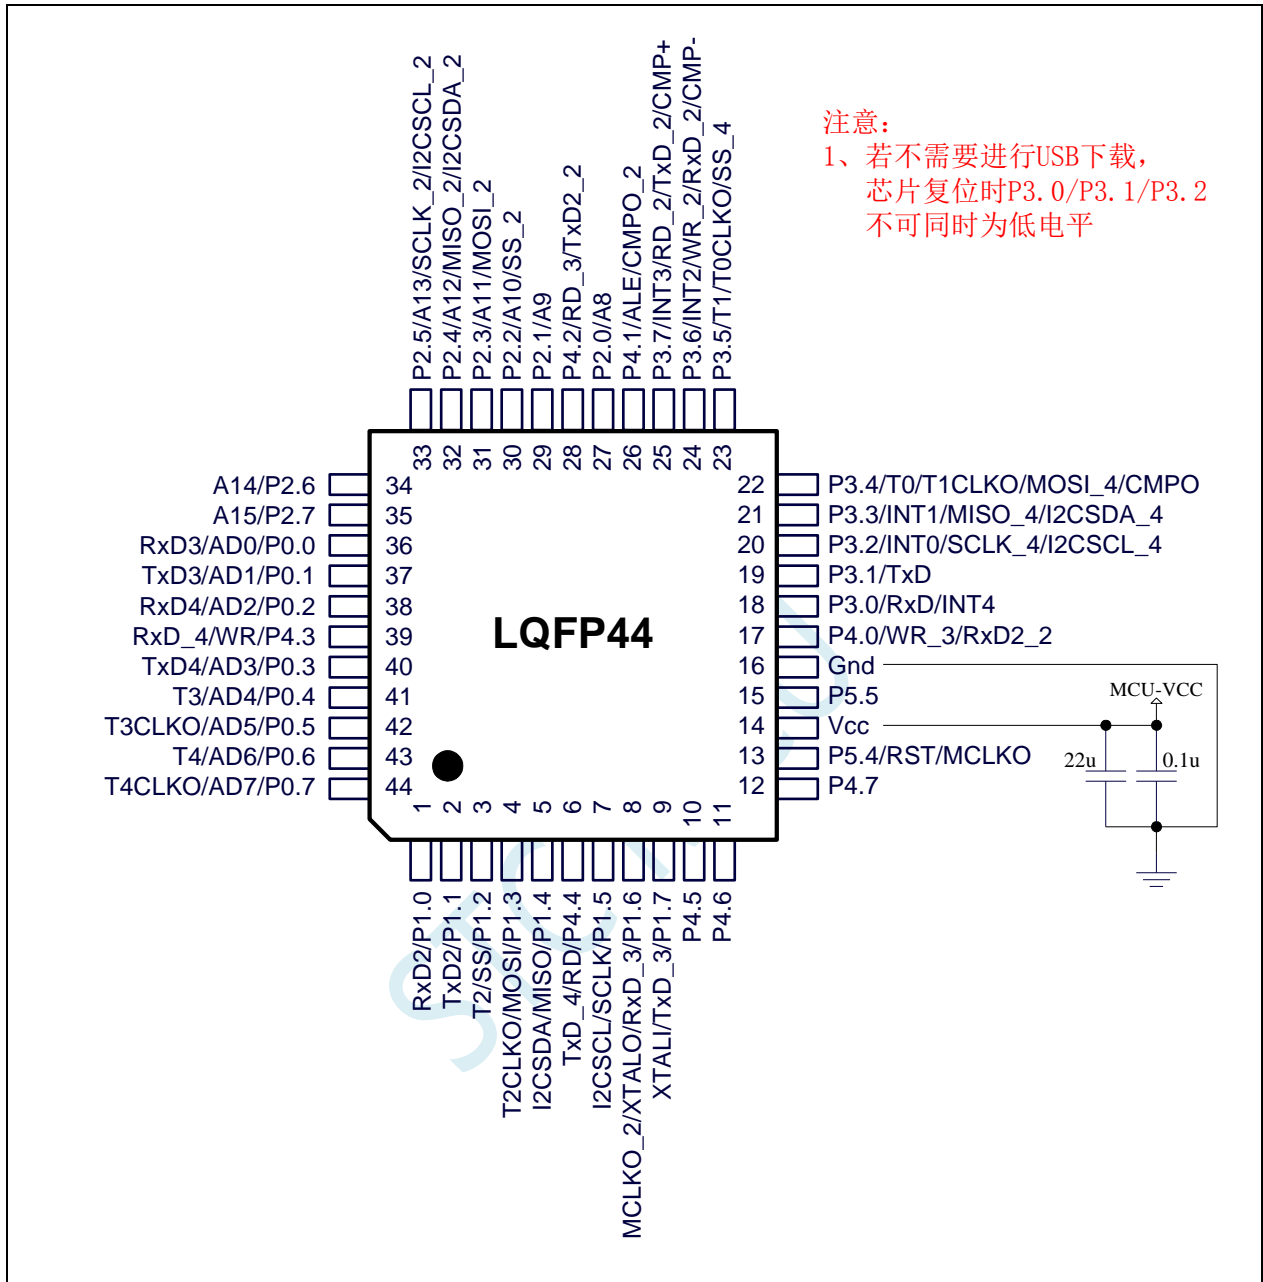 P2.5/A13/SCLK_2/I2CSCL_2
P2.4/A12/MISO_2/I2CSDA_2
P2.3/A11/MOSI_2
P2.2/A10/SS_2
P2.1/A9
P4.2/RD_3/TxD2_2
P2.0/A8
P4.1/ALE/CMPO_2
P3.7/INT3/RD_2/TxD_2/CMP+
P3.6/INT2/WR_2/RxD_2/CMP-
P3.5/T1/T0CLKO/SS_4
注意：
1、若不需要进行USB下载，
芯片复位时P3.0/P3.1/P3.2
不可同时为低电平
33 32 31 30 29 28 27 26 25 24 23
A14/P2.6 34
A15/P2.7 35
RxD3/AD0/P0.0 36
TxD3/AD1/P0.1 37
RxD4/AD2/P0.2 38
RxD_4/WR/P4.3 39
TxD4/AD3/P0.3 40
T3/AD4/P0.4 41
T3CLKO/AD5/P0.5 42
T4/AD6/P0.6 43
T4CLKO/AD7/P0.7 44
LQFP44
22 P3.4/T0/T1CLKO/MOSI_4/CMPO
21 P3.3/INT1/MISO_4/I2CSDA_4
20 P3.2/INT0/SCLK_4/I2CSCL_4
19 P3.1/TxD
18 P3.0/RxD/INT4
17 P4.0/WR_3/RxD2_2
16 Gnd
15 P5.5
14 Vcc
13 P5.4/RST/MCLKO
12 P4.7
MCU-VCC
22u
0.1u
1 2 3 4 5 6 7 8 9 10 11
RxD2/P1.0
TxD2/P1.1
T2/SS/P1.2
T2CLKO/MOSI/P1.3
I2CSDA/MISO/P1.4
TxD_4/RD/P4.4
I2CSCL/SCLK/P1.5
MCLKO_2/XTALO/RxD_3/P1.6
XTALI/TxD_3/P1.7
P4.5
P4.6